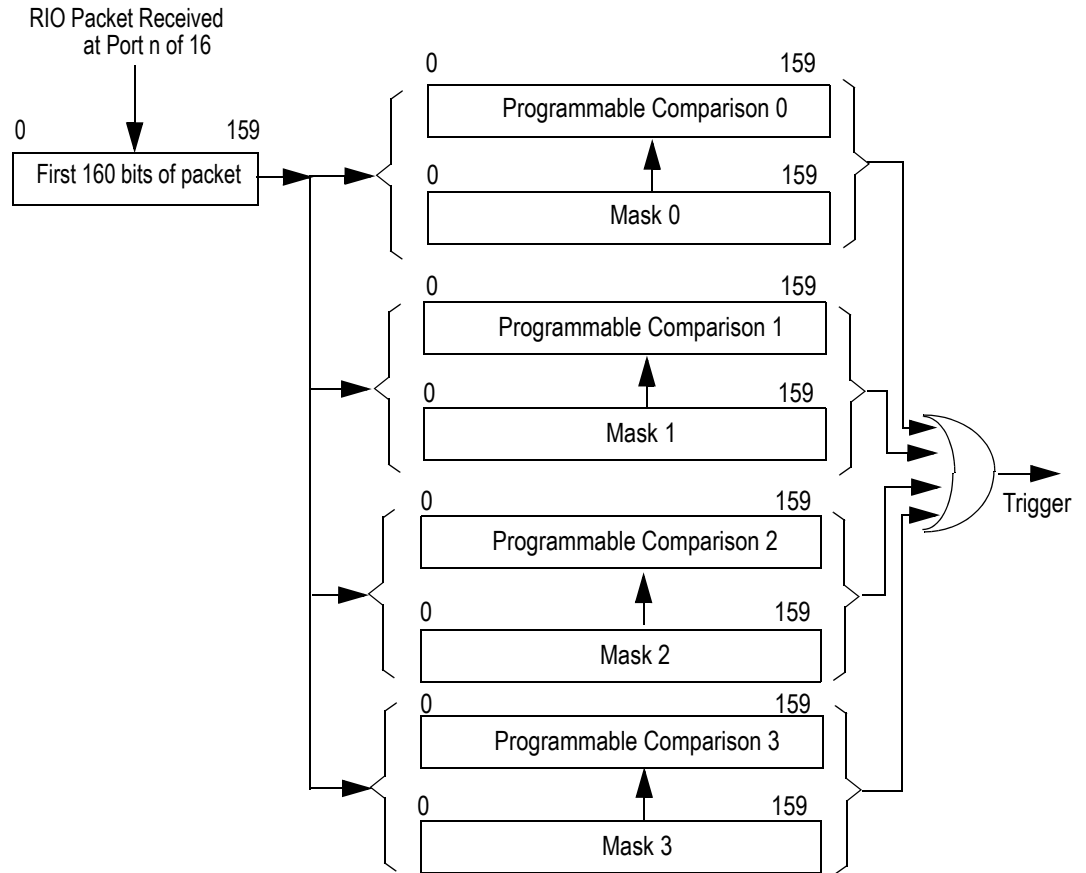 RIO Packet Received
at Port n of 16
0 159
First 160 bits of packet
0 159
Programmable Comparison 0
0 159
Mask 0
0 159
Programmable Comparison 1
0 159
Mask 1
0 159
Programmable Comparison 2
0 159
Mask 2
0 159
Programmable Comparison 3
0 159
Mask 3
Trigger